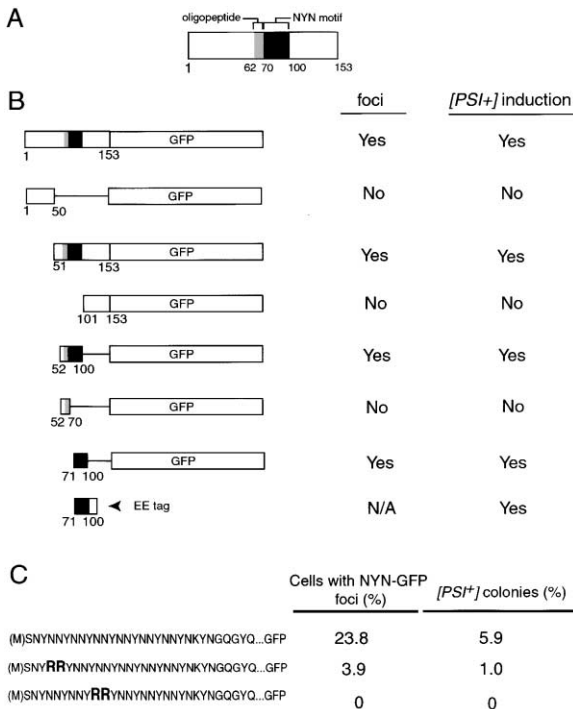 A
oligopeptide NYN motif
1 62 70 100 153
B
foci [PSI+] induction
GFP Yes Yes
1 153
GFP No No
1 50
GFP Yes Yes
51 153
GFP No No
101 153
GFP Yes Yes
52 100
GFP No No
52 70
GFP Yes Yes
71 100
EE tag N/A Yes
71 100
C
Cells with NYN-GFP
foci (%) [PSI+] colonies (%)
(M)SNYNNYNNYNNYNNYNNYNNYNKYNGQGYQ...GFP 23.8 5.9
(M)SNYRRYNNYNNYNNYNNYNNYNKYNGQGYQ...GFP 3.9 1.0
(M)SNYNNYNNYRRYNNYNNYNNYNKYNGQGYQ...GFP 0 0